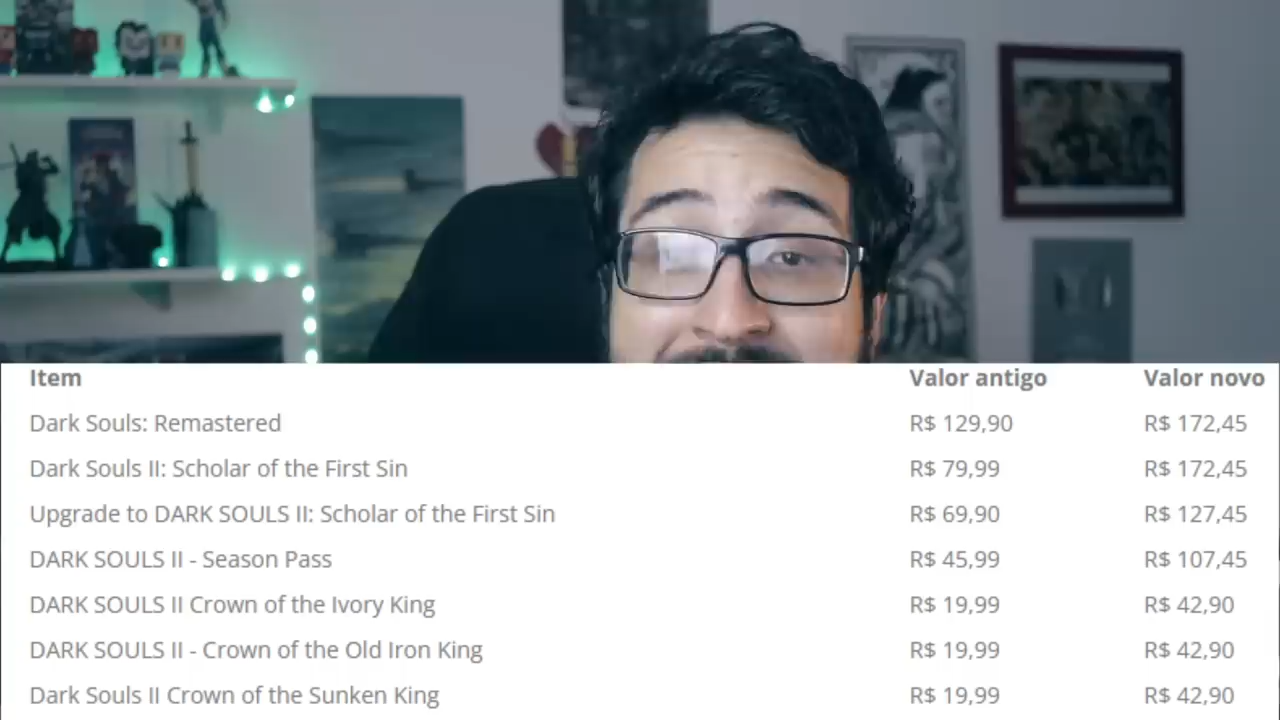 Item Valor antigo Valor novo
Dark Souls: Remastered R$ 129,90 R$ 172,45
Dark Souls II: Scholar of the First Sin R$ 79,99 R$ 172,45
Upgrade to DARK SOULS II: Scholar of the First Sin R$ 69,90 R$ 127,45
DARK SOULS II - Season Pass R$ 45,99 R$ 107,45
DARK SOULS II Crown of the Ivory King R$ 19,99 R$ 42,90
DARK SOULS II - Crown of the Old Iron King R$ 19,99 R$ 42,90
Dark Souls II Crown of the Sunken King R$ 19,99 R$ 42,90